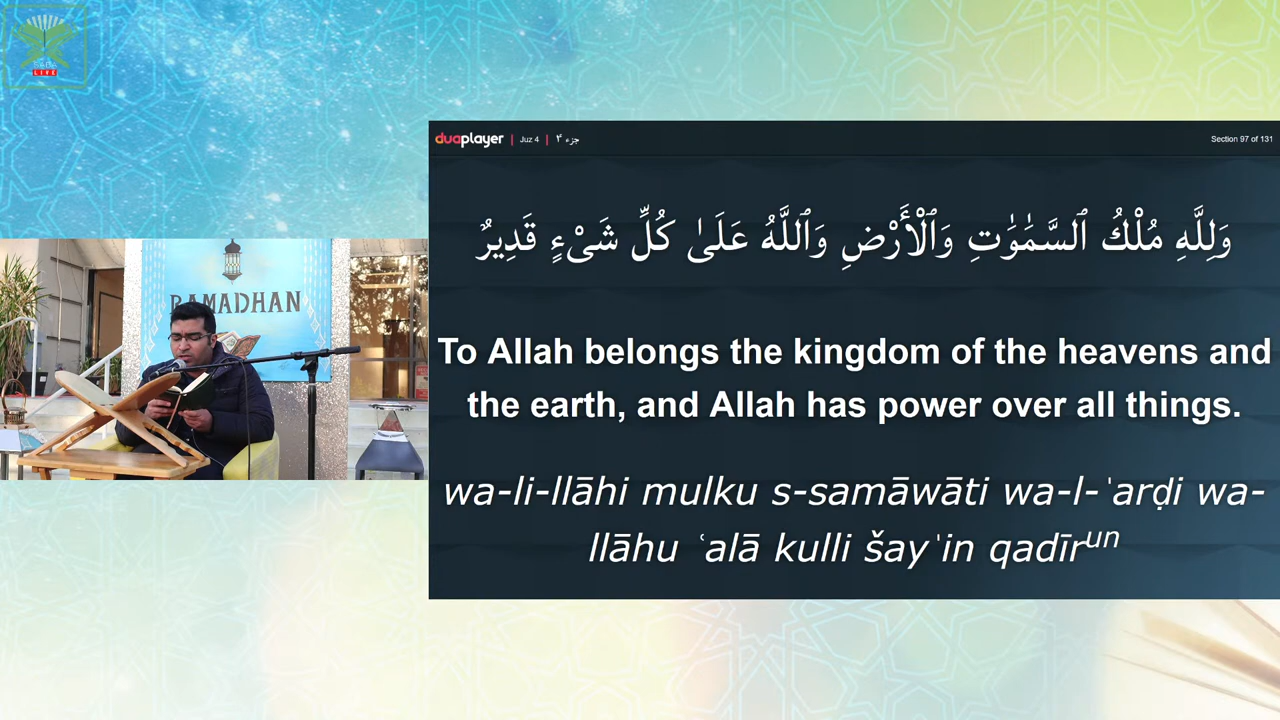 LIVE
duaplayer | Juz 4 | جزء ۴
Section 97 of 131
وَلِلَّهِ مُلْكُ ٱلسَّمَٰوَٰتِ وَٱلْأَرْضِ وَٱللَّهُ عَلَىٰ كُلِّ شَىْءٍ قَدِيرٌ
To Allah belongs the kingdom of the heavens and
the earth, and Allah has power over all things.
wa-li-llāhi mulku s-samāwāti wa-l-ʾarḍi wa-
llāhu ʿalā kulli šayʾin qadīrun
RAMADHAN